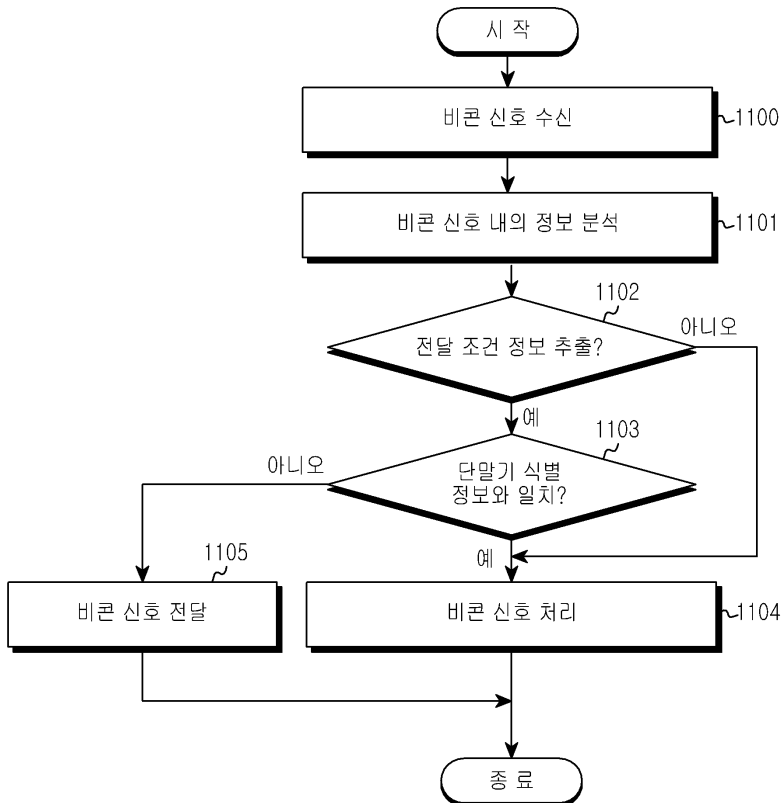 시 작
비콘 신호 수신
1100
비콘 신호 내의 정보 분석
1101
1102
전달 조건 정보 추출?
아니오
예
1103
아니오
단말기 식별
정보와 일치?
예
1105
비콘 신호 전달
비콘 신호 처리
1104
종 료